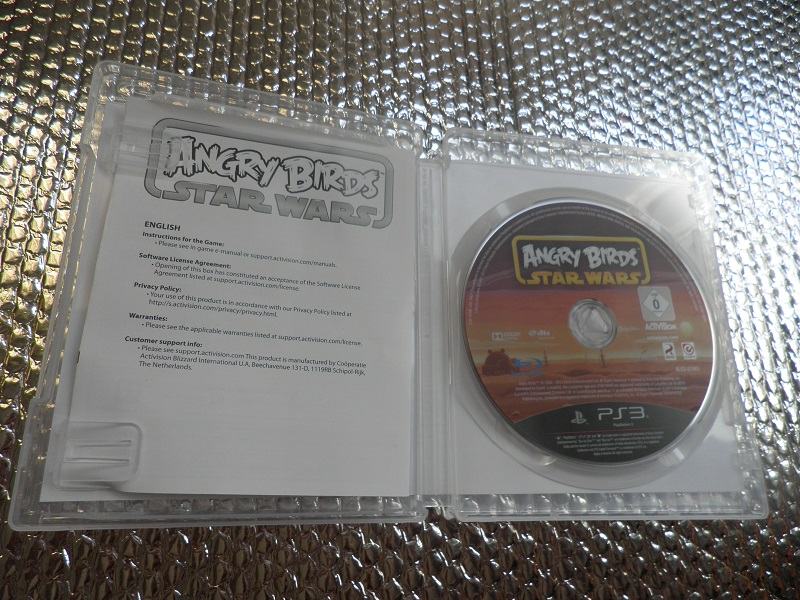 ANGRY BIRDS
STAR WARS
ENGLISH
Instructions for the Game:
• Please see in game e-manual or support.activision.com/manuals.
Software License Agreement:
• Opening of this box has constituted an acceptance of the Software License
Agreement listed at support.activision.com/license.
Privacy Policy:
• Your use of this product is in accordance with our Privacy Policy listed at
http://s.activision.com/privacy/privacy.html.
Warranties:
• Please see the applicable warranties listed at support.activision.com/license.
Customer support info:
• Please see support.activision.com This product is manufactured by Coöperatie
Activision Blizzard International U.A, Beechavenue 131-D, 1119RB Schipol-Rijk,
The Netherlands.
ANGRY BIRDS
STAR WARS
0
ACTIVISION
dts
PS3
PlayStation 3